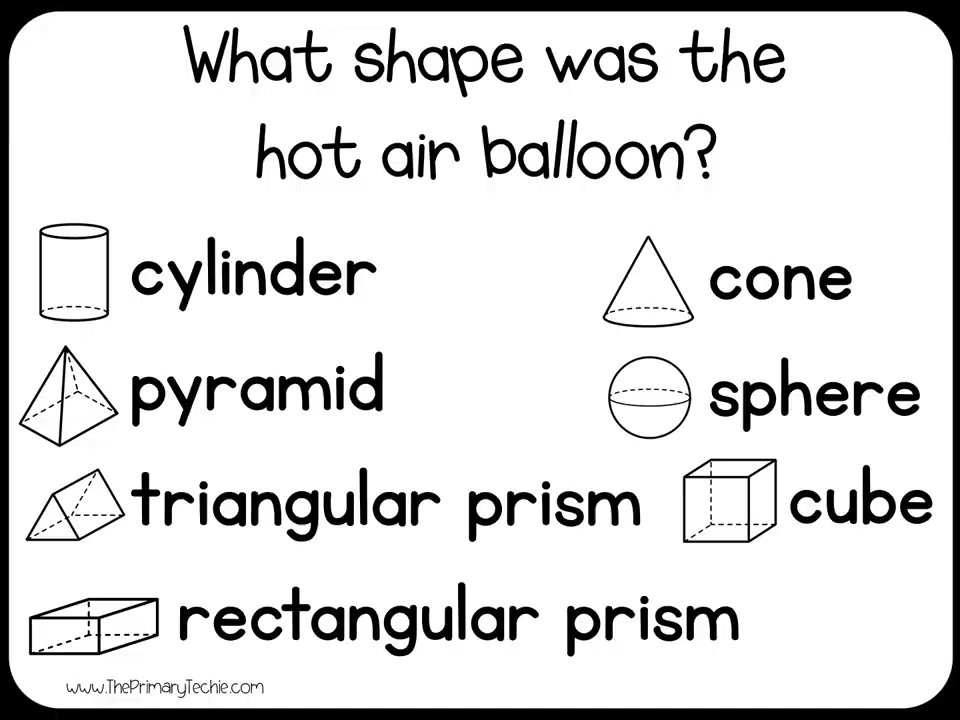 What shape was the
hot air balloon?
cylinder
cone
pyramid
sphere
triangular prism
cube
rectangular prism
www.ThePrimaryTechie.com